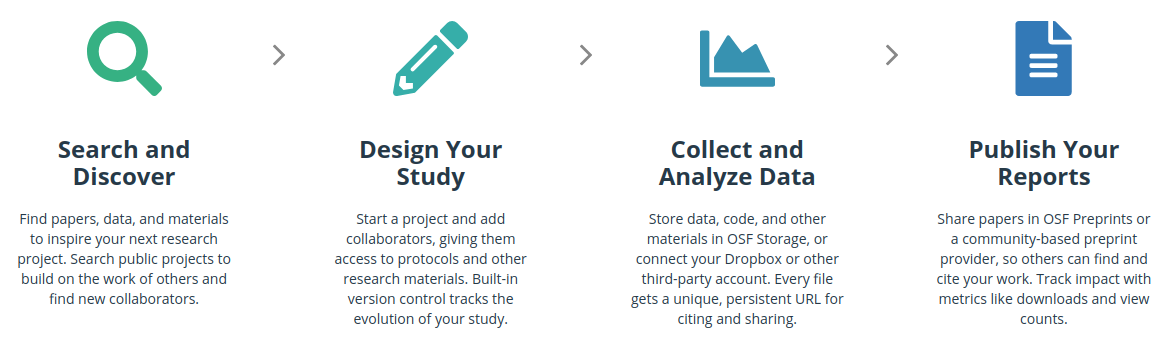 Search and
Discover
Find papers, data, and materials
to inspire your next research
project. Search public projects to
build on the work of others and
find new collaborators.
Design Your
Study
Start a project and add
collaborators, giving them
access to protocols and other
research materials. Built-in
version control tracks the
evolution of your study.
Collect and
Analyze Data
Store data, code, and other
materials in OSF Storage, or
connect your Dropbox or other
third-party account. Every file
gets a unique, persistent URL for
citing and sharing.
Publish Your
Reports
Share papers in OSF Preprints or
a community-based preprint
provider, so others can find and
cite your work. Track impact with
metrics like downloads and view
counts.